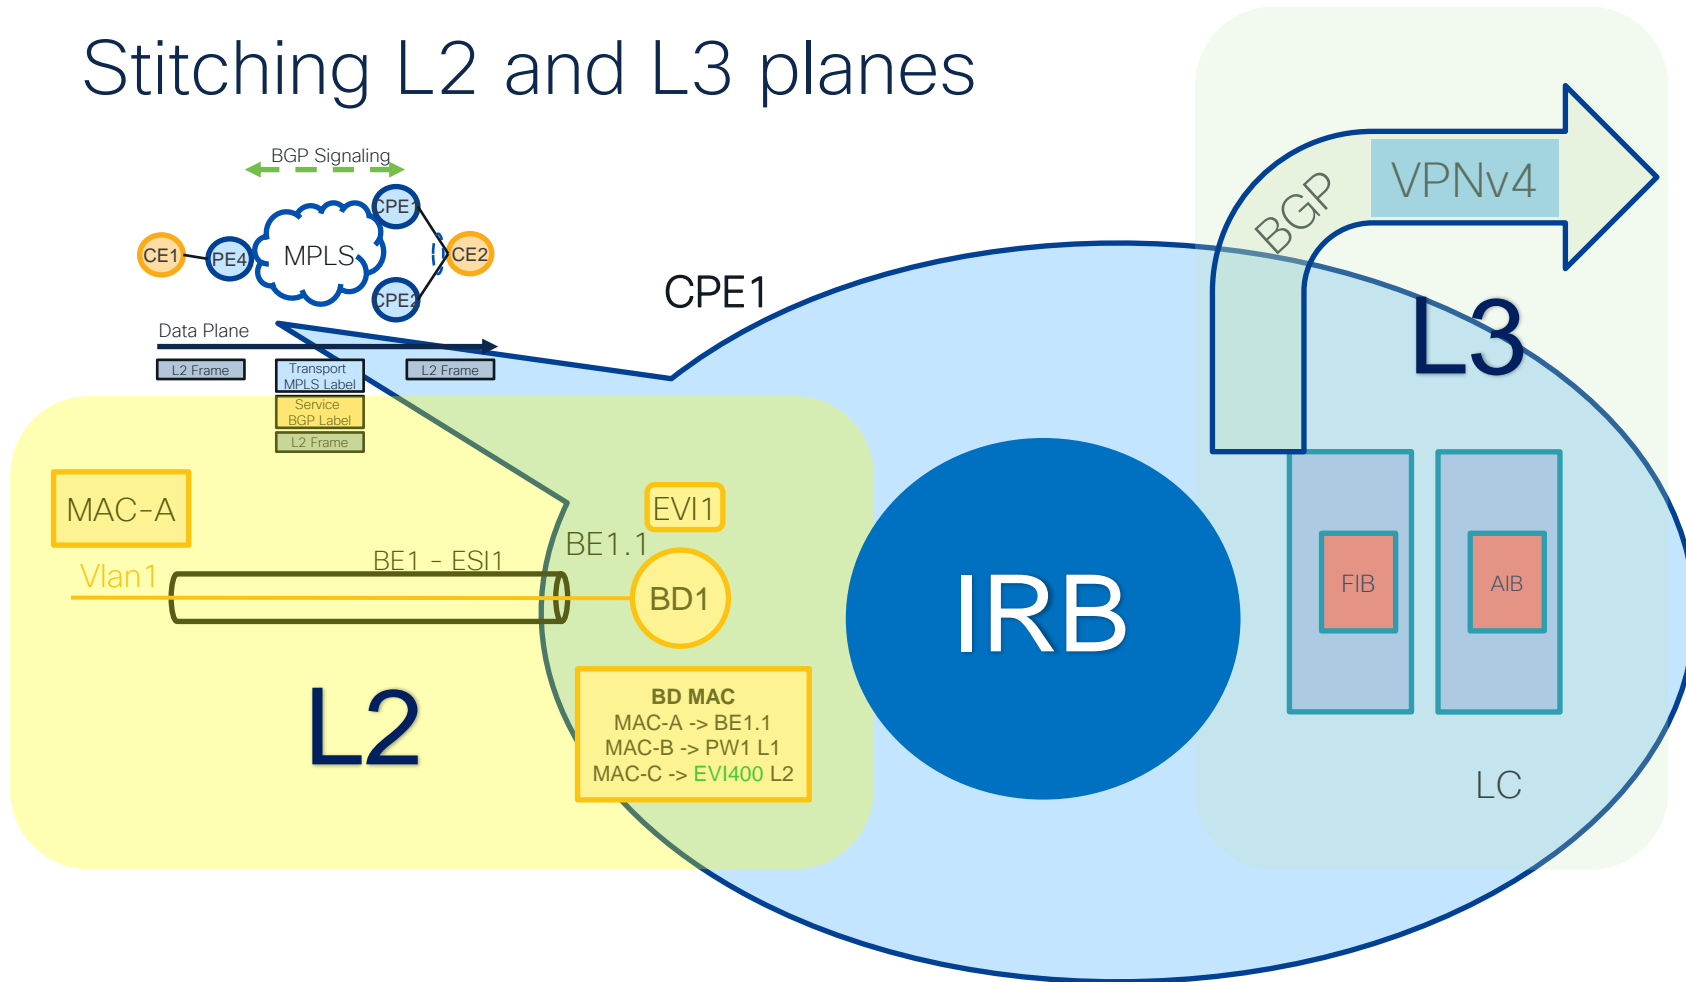 Stitching L2 and L3 planes
BGP Signaling
CE1
PE4
MPLS
CPE1
CPE2
CE2
Data Plane
L2 Frame
Transport
MPLS Label
Service
BGP Label
L2 Frame
L2 Frame
CPE1
BGP
VPNv4
L3
MAC-A
Vlan1
BE1 - ESI1
BE1.1
EVI1
BD1
L2
BD MAC
MAC-A -> BE1.1
MAC-B -> PW1 L1
MAC-C -> EVI400 L2
IRB
FIB
AIB
LC